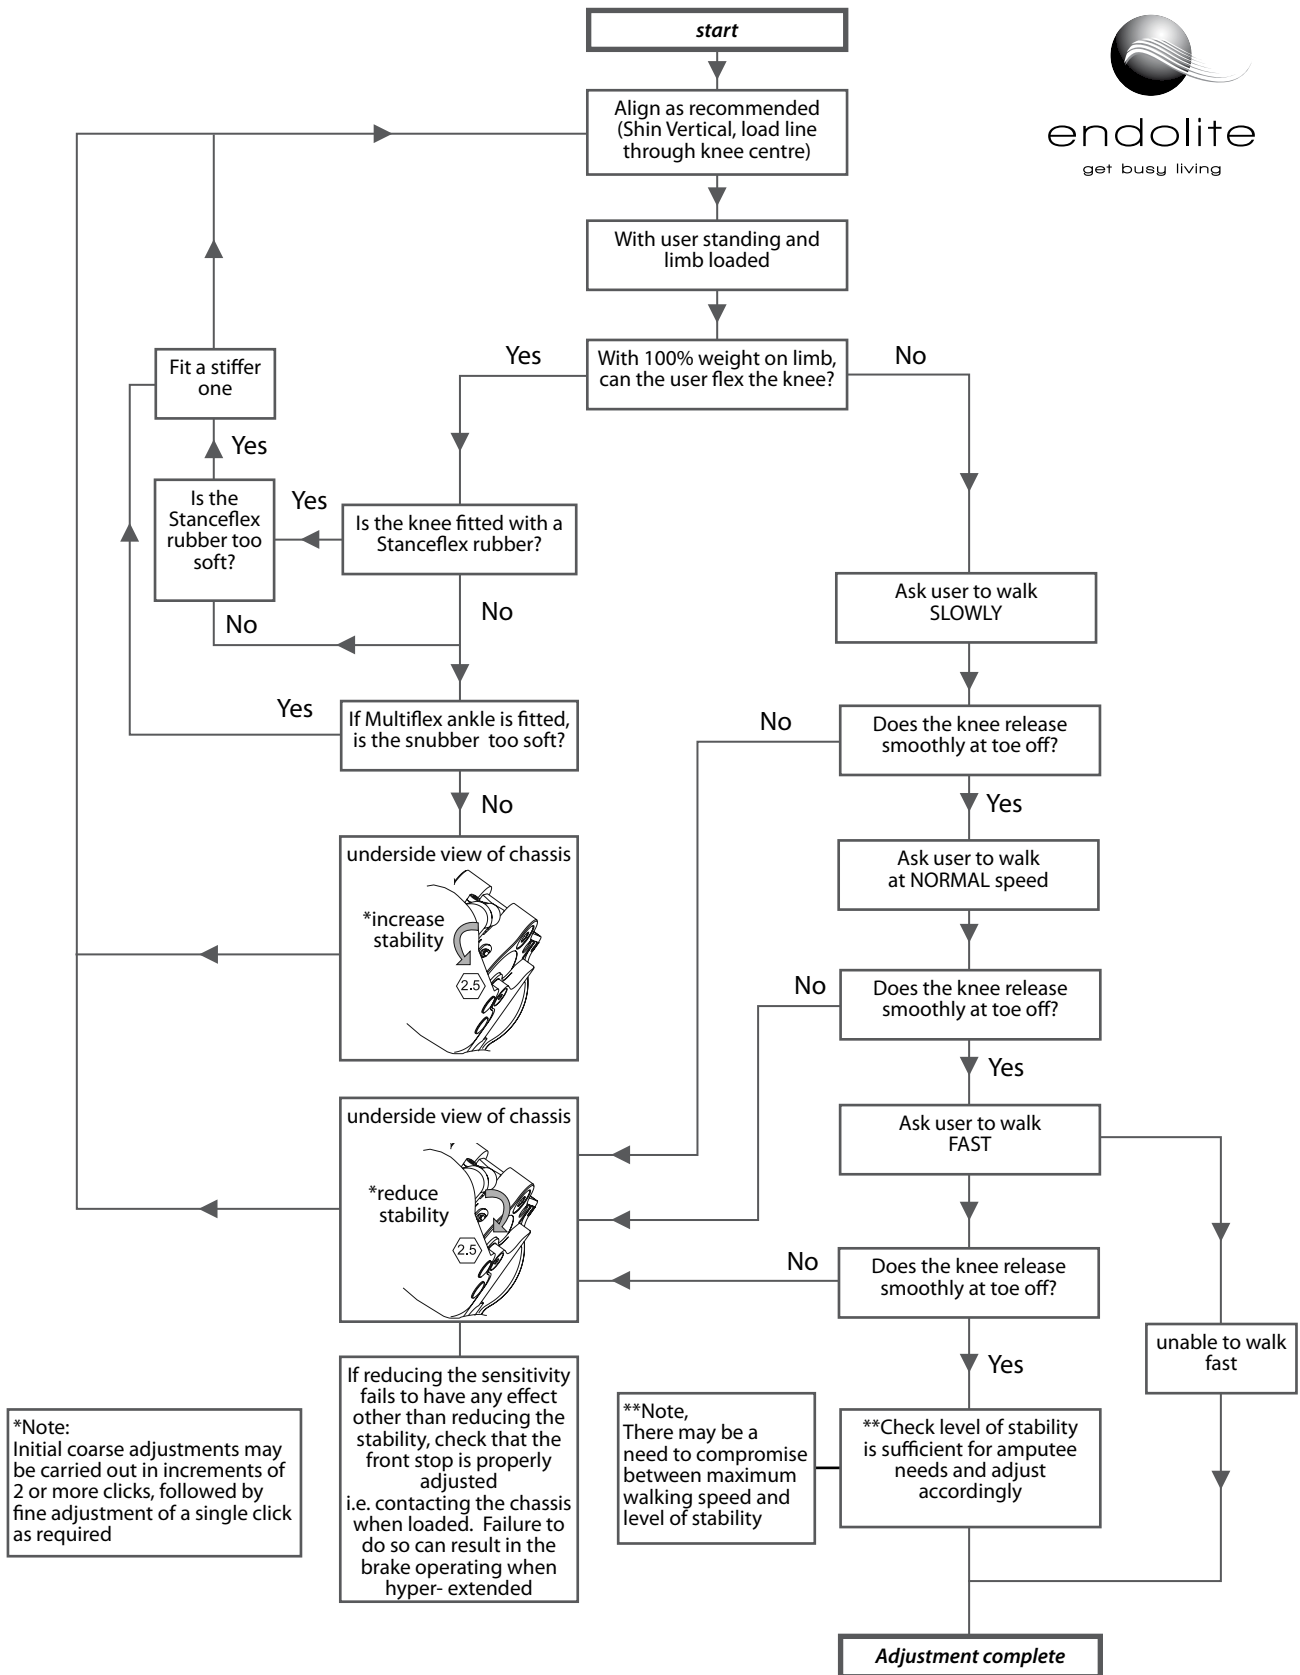 start
endolite
get busy living
Align as recommended
(Shin Vertical, load line
through knee centre)
With user standing and
limb loaded
With 100% weight on limb,
can the user flex the knee?
Yes
No
Fit a stiffer
one
Yes
Is the
Stanceflex
rubber too
soft?
Yes
Is the knee fitted with a
Stanceflex rubber?
No
No
Ask user to walk
SLOWLY
Yes
If Multiflex ankle is fitted,
is the snubber too soft?
No
Does the knee release
smoothly at toe off?
No
Yes
underside view of chassis
*increase
stability
2.5
Ask user to walk
at NORMAL speed
No
Does the knee release
smoothly at toe off?
Yes
underside view of chassis
*reduce
stability
2.5
Ask user to walk
FAST
No
Does the knee release
smoothly at toe off?
Yes
unable to walk
fast
If reducing the sensitivity
fails to have any effect
other than reducing the
stability, check that the
front stop is properly
adjusted
i.e. contacting the chassis
when loaded. Failure to
do so can result in the
brake operating when
hyper- extended
*Note:
Initial coarse adjustments may
be carried out in increments of
2 or more clicks, followed by
fine adjustment of a single click
as required
**Note,
There may be a
need to compromise
between maximum
walking speed and
level of stability
**Check level of stability
is sufficient for amputee
needs and adjust
accordingly
Adjustment complete